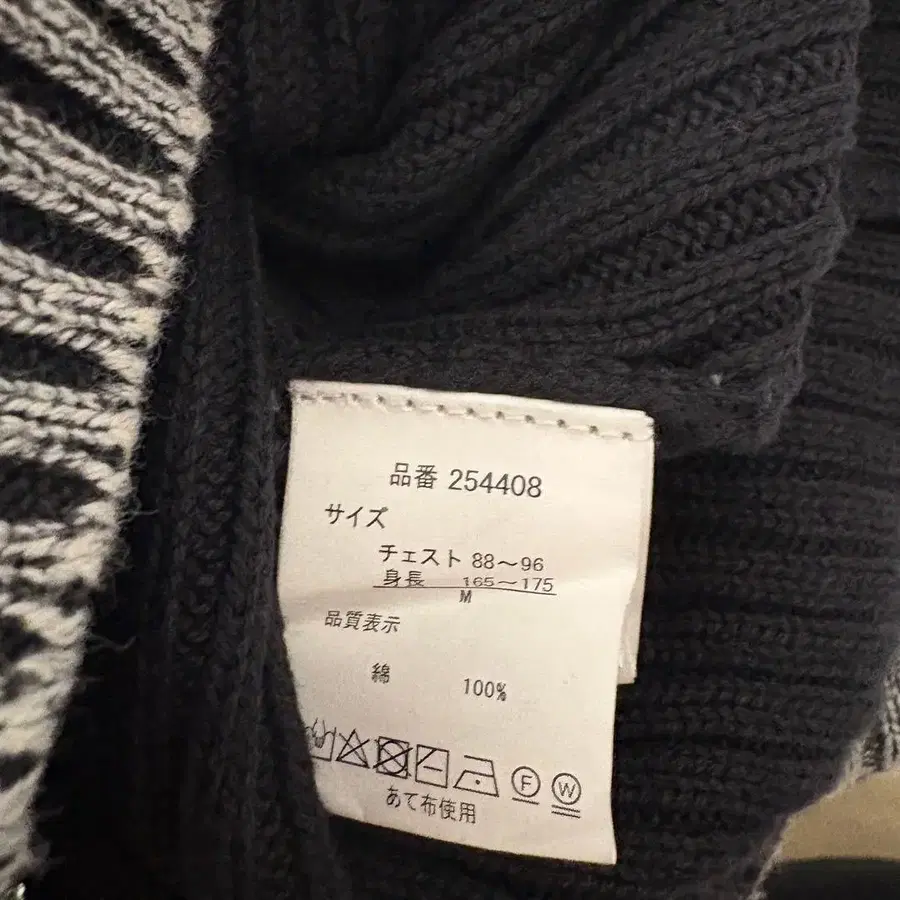 品番 254408
サイズ
チェスト 88～96
身長 165～175
M
品質表示
綿 100%
F W
あて布使用